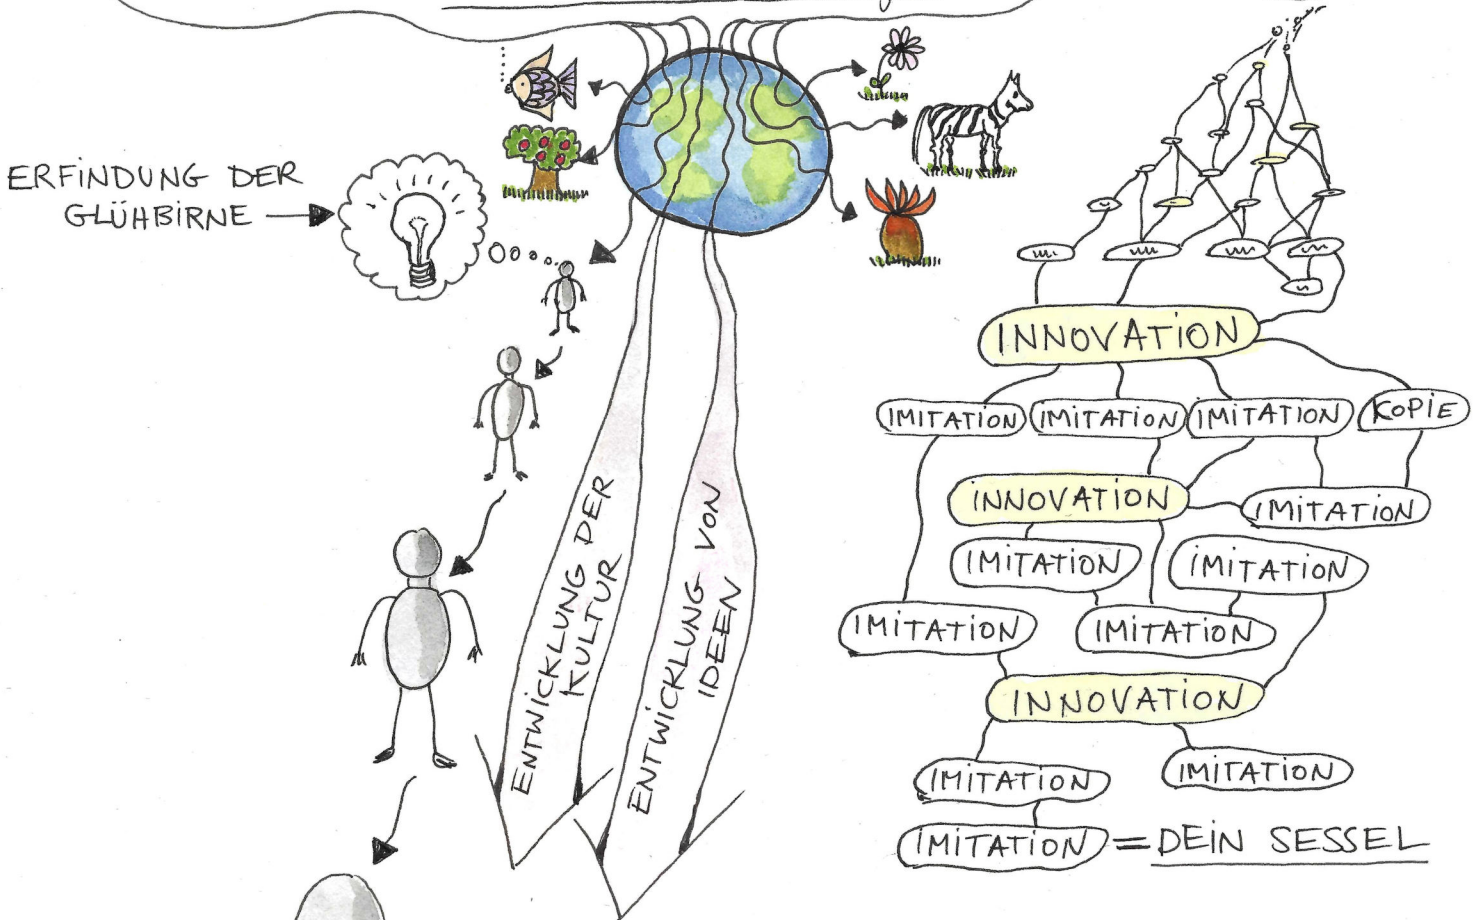 ERFINDUNG DER
GLÜHBIRNE
ENTWICKLUNG DER
KULTUR
ENTWICKLUNG VON
IDEEN
INNOVATION
IMITATION
IMITATION
IMITATION
KOPIE
INNOVATION
IMITATION
IMITATION
IMITATION
IMITATION
IMITATION
INNOVATION
IMITATION
IMITATION
IMITATION = DEIN SESSEL